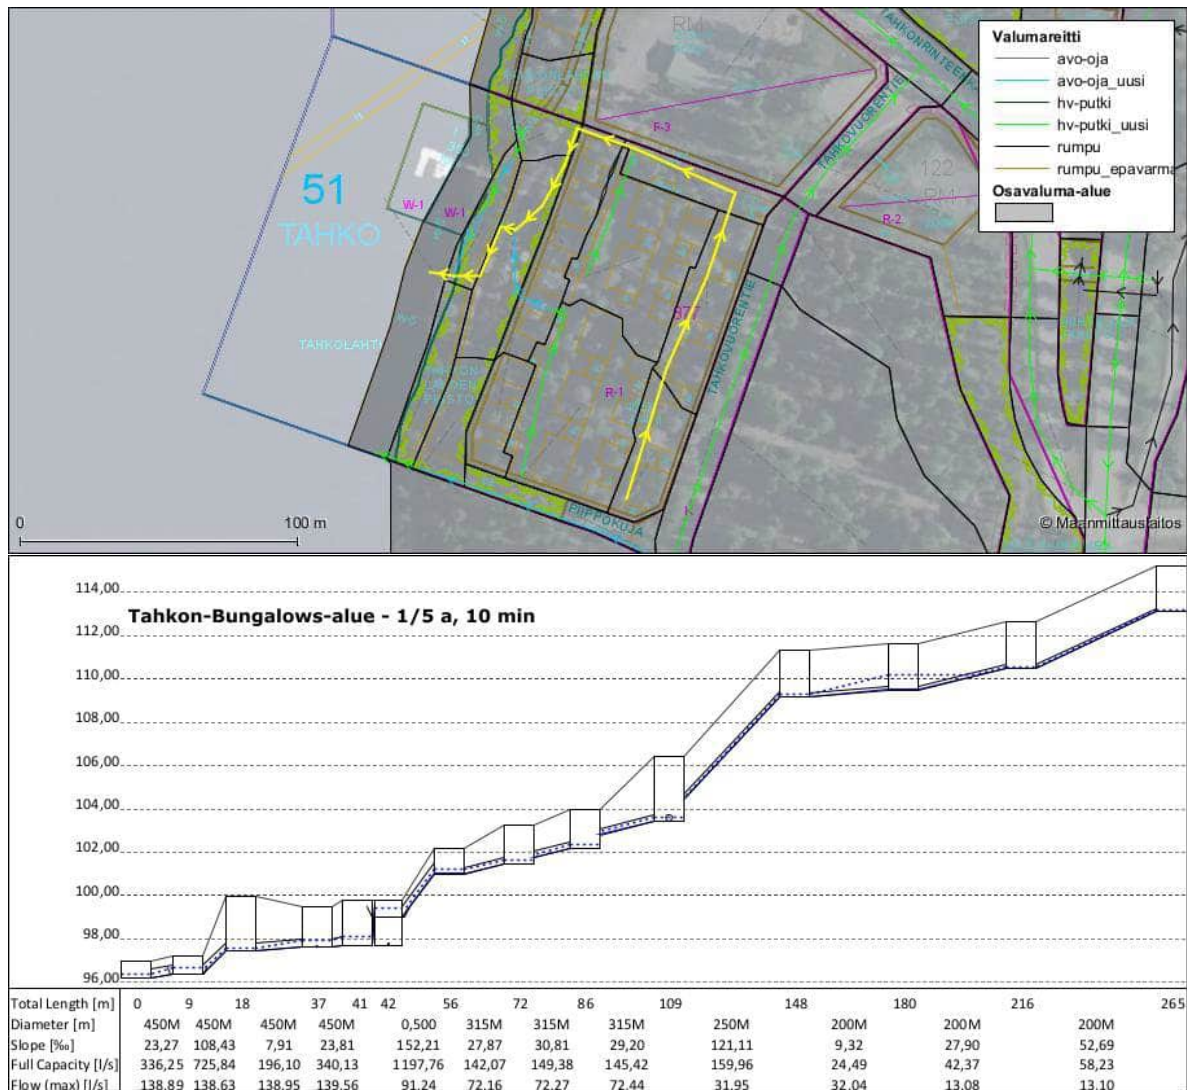 Valumareitti
avo-oja
avo-oja_uusi
hv-putki
hv-putki_uusi
rumpu
rumpu_epavarma
Osavaluma-alue
51
TAHKO
W-1
W-1
RM
R-3
122
RM
R-2
R-1
TAHKOVUORENTIE
TAHKOVUORENTIE
PIIPPOKUJA
0
100 m
© Maanmittauslaitos
Tahkon-Bungalows-alue - 1/5 a, 10 min
114,00
112,00
110,00
108,00
106,00
104,00
102,00
100,00
98,00
96,00
Total Length [m] 0 9 18 37 41 42 56 72 86 109 148 180 216 265
Diameter [m] 450M 450M 450M 450M 0,500 315M 315M 315M 250M 200M 200M 200M
Slope [‰] 23,27 108,43 7,91 23,81 152,21 27,87 30,81 29,20 121,11 9,32 27,90 52,69
Full Capacity [l/s] 336,25 725,84 196,10 340,13 1197,76 142,07 149,38 145,42 159,96 24,49 42,37 58,23
Flow (max) [l/s] 138,89 138,63 138,95 139,56 91,24 72,16 72,27 72,44 31,95 32,04 13,08 13,10